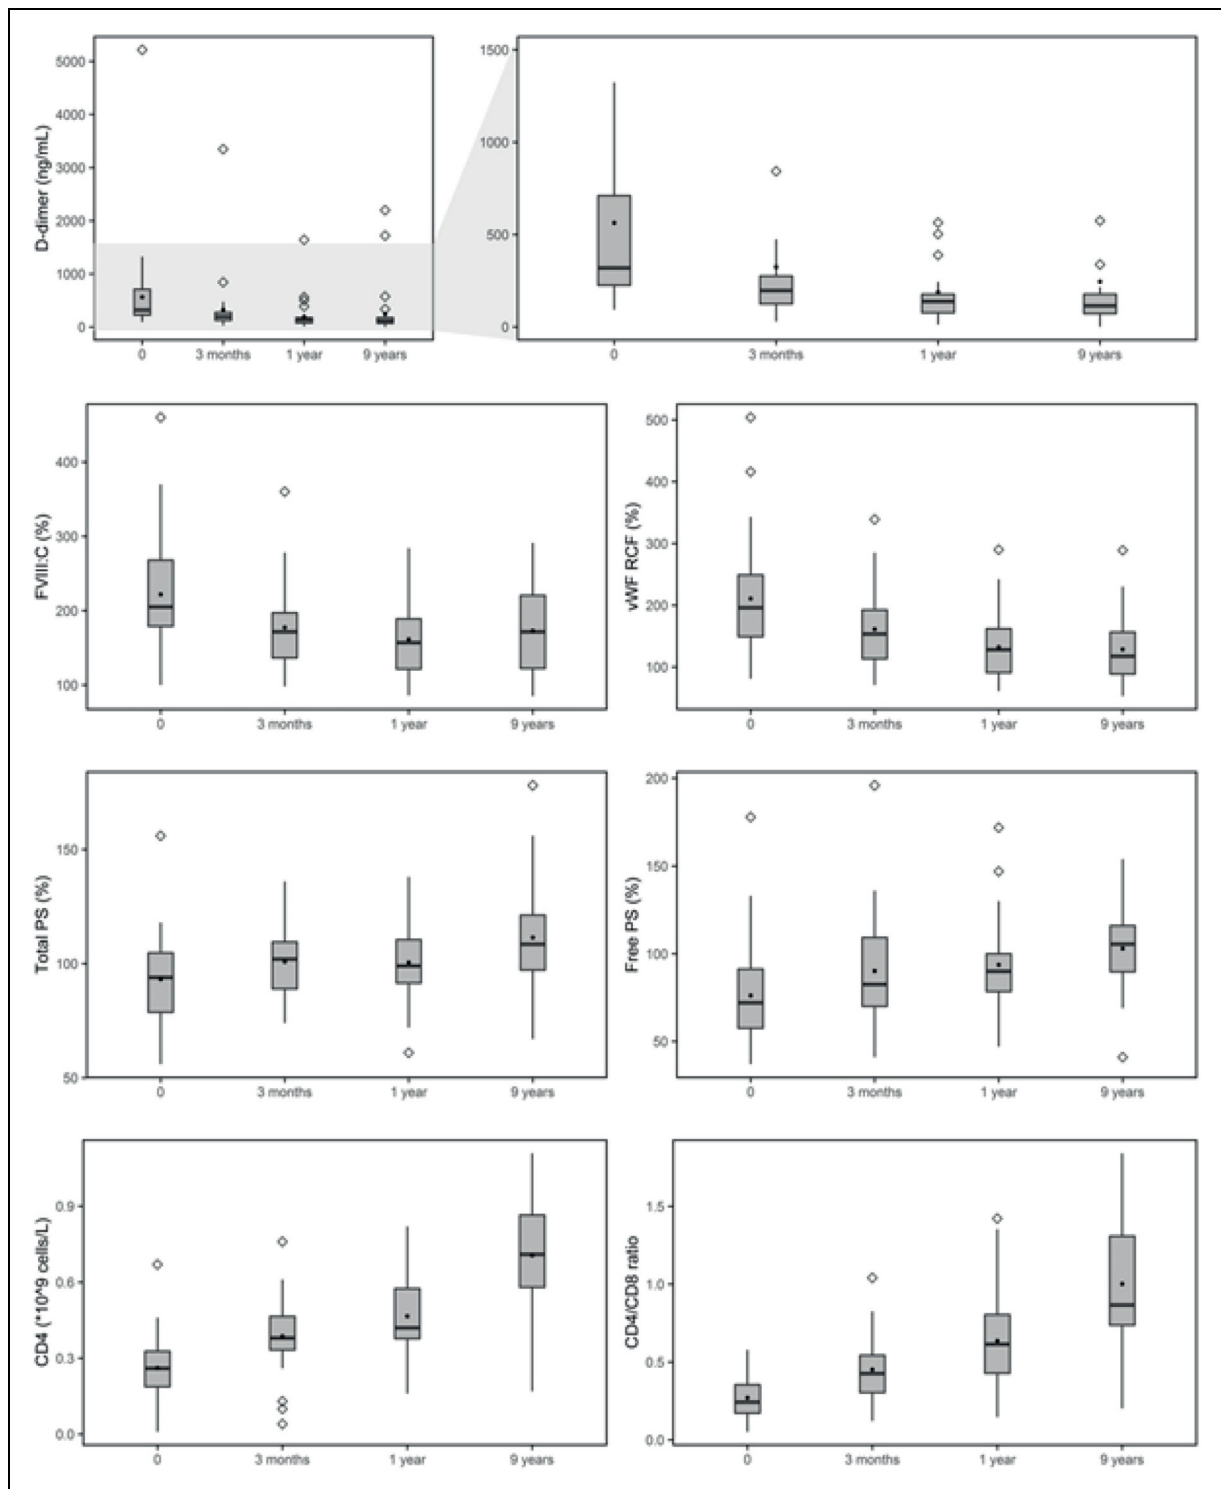 D-dimer (ng/mL)
5000
4000
3000
2000
1000
0
0 3 months 1 year 9 years
1500
1000
500
0
0 3 months 1 year 9 years
FVIII:C (%)
400
300
200
100
0 3 months 1 year 9 years
vWF RCF (%)
500
400
300
200
100
0 3 months 1 year 9 years
Total PS (%)
150
100
50
0 3 months 1 year 9 years
Free PS (%)
200
150
100
50
0 3 months 1 year 9 years
CD4 (*10^9 cells/L)
0.9
0.6
0.3
0.0
0 3 months 1 year 9 years
CD4/CD8 ratio
1.5
1.0
0.5
0.0
0 3 months 1 year 9 years